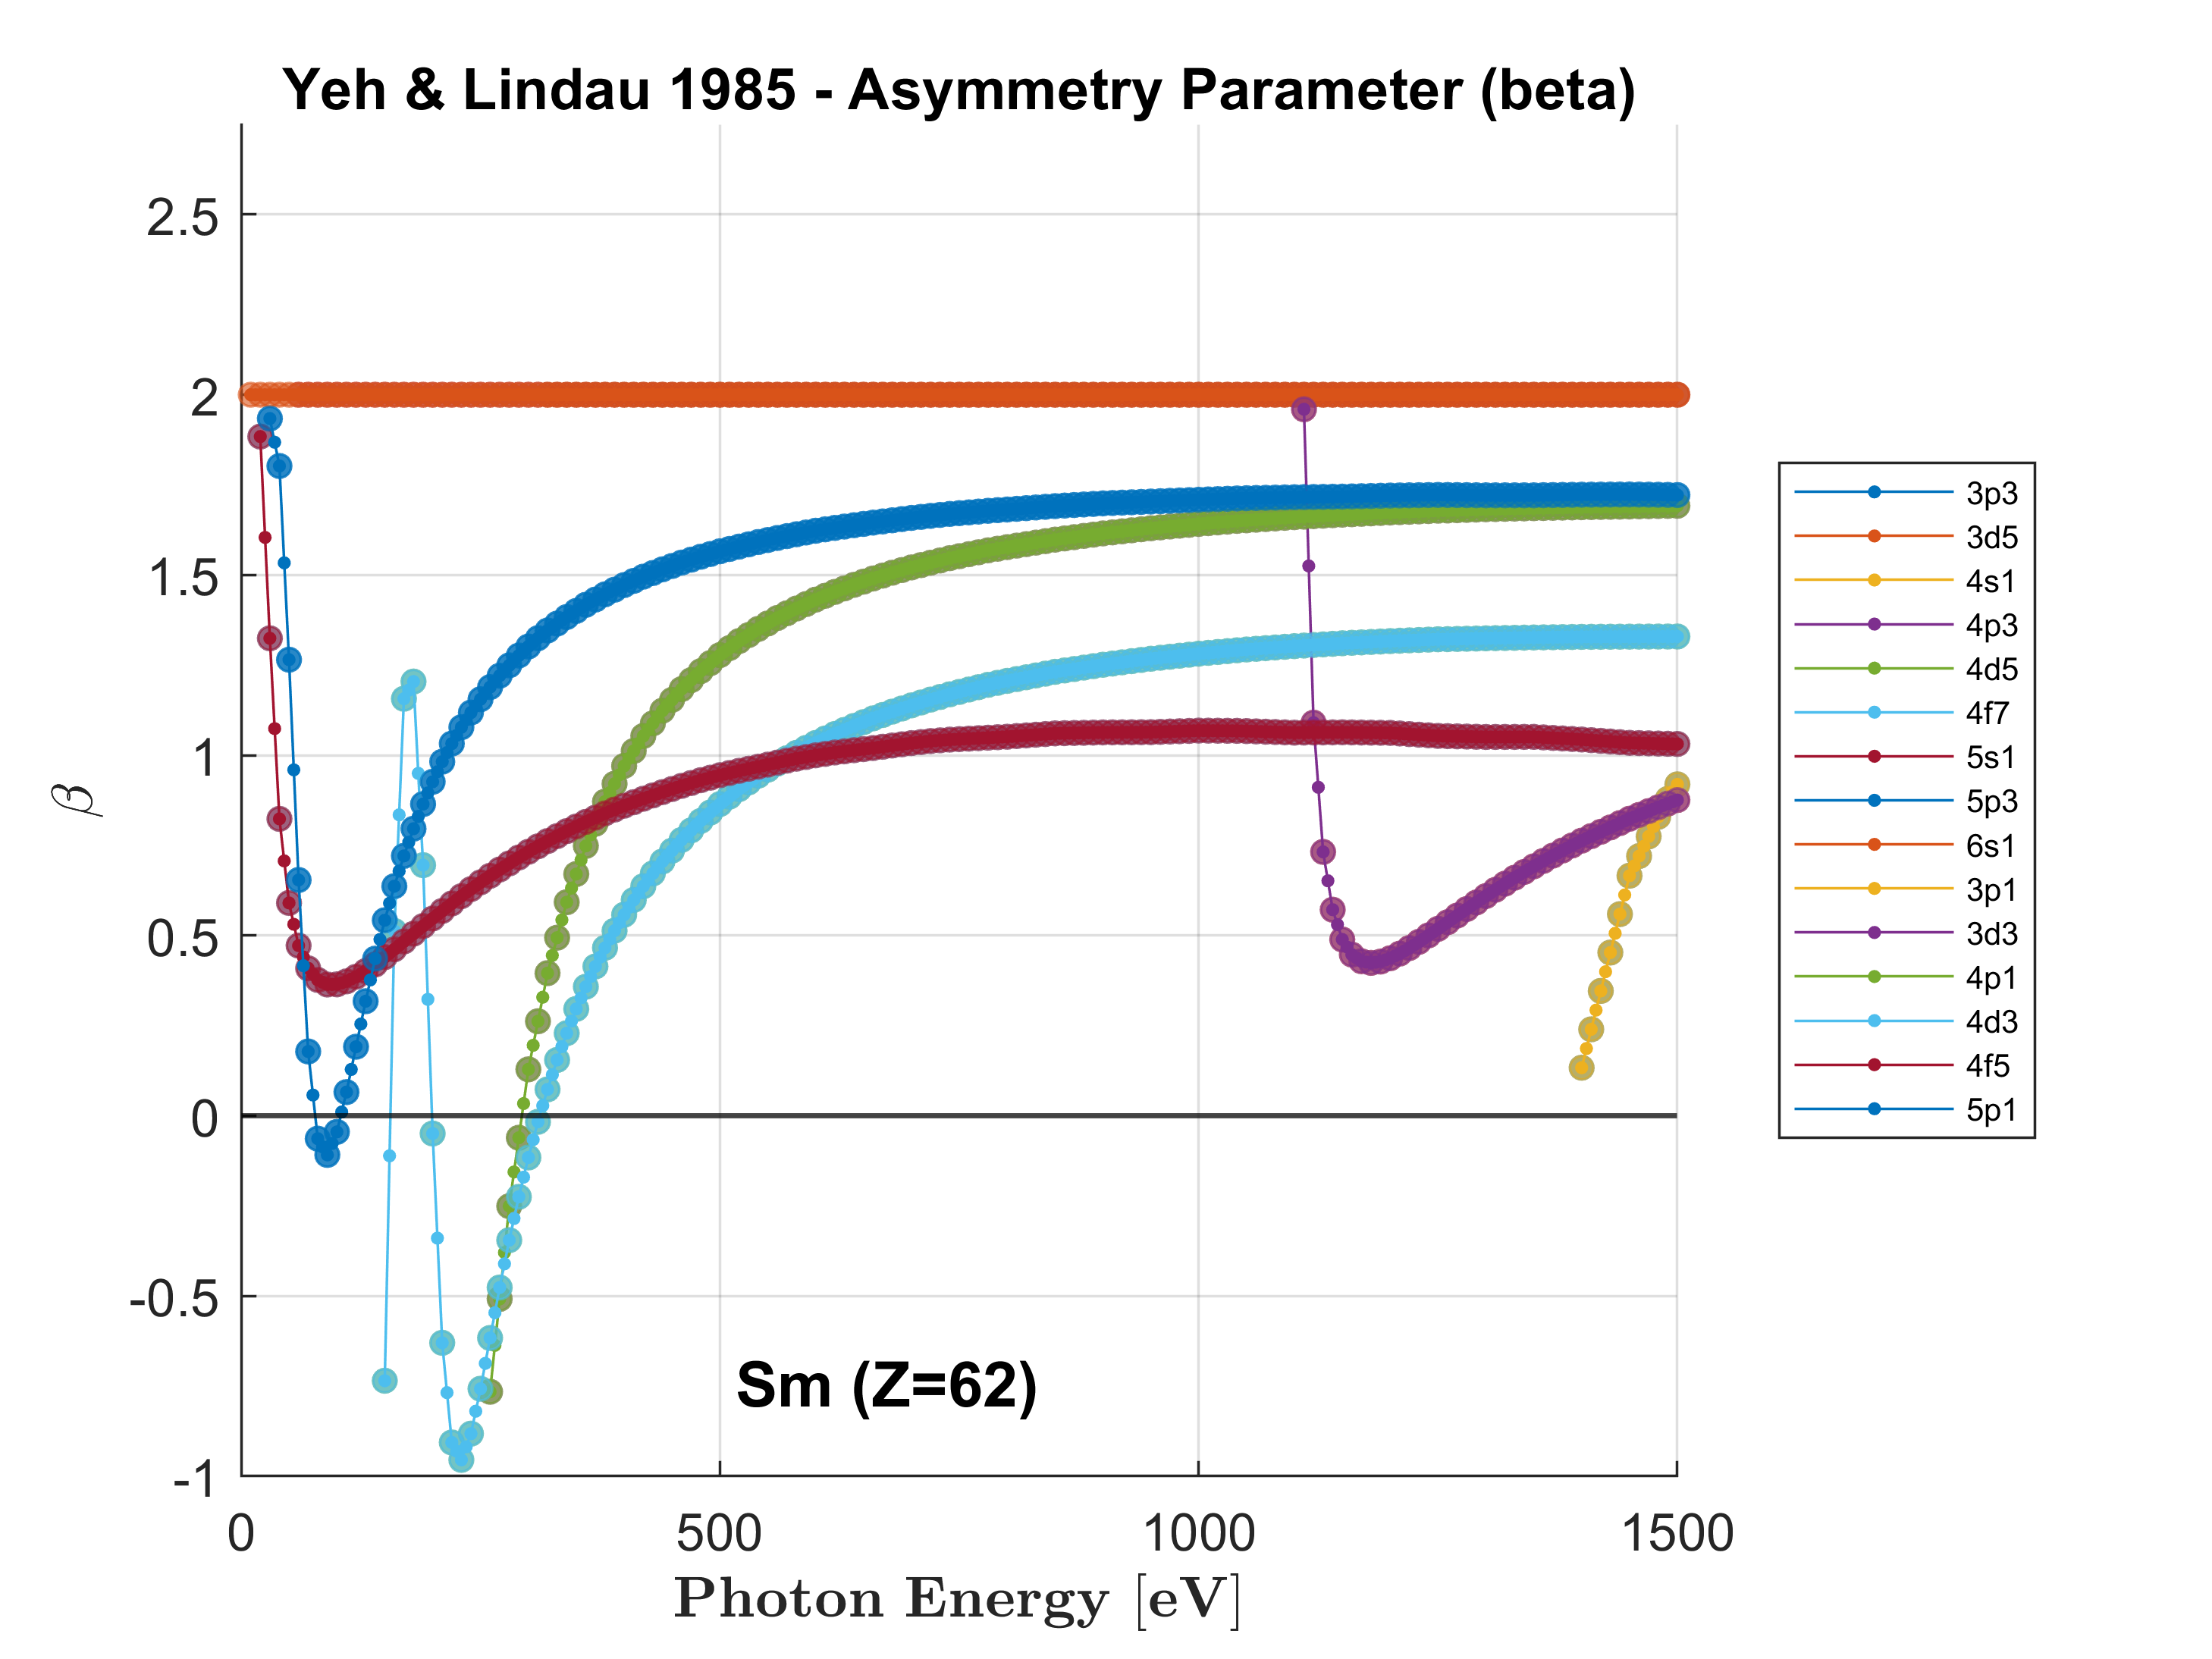 Yeh & Lindau 1985 - Asymmetry Parameter (beta)
2.5
2
1.5
1
0.5
0
-0.5
-1
β
0 500 1000 1500
Photon Energy [eV]
Sm (Z=62)
3p3
3d5
4s1
4p3
4d5
4f7
5s1
5p3
6s1
3p1
3d3
4p1
4d3
4f5
5p1